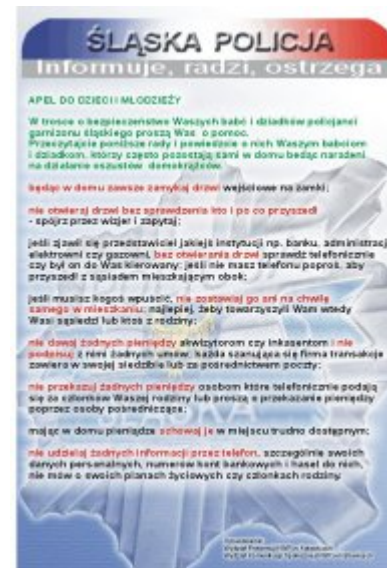 ŚLĄSKA POLICJA
Informuje, radzi, ostrzega
APEL DO DZIECI I MŁODZIEŻY
W trosce o bezpieczeństwo Waszych babć i dziadków policjanci
garnizonu śląskiego proszą Was o pomoc.
Przeczytajcie poniższe rady i powiedzcie o nich Waszym babciom
i dziadkom, którzy często pozostają sami w domu będąc narażeni
na działanie oszustów domokrążców.
będąc w domu zawsze zamykaj drzwi wejściowe na zamki;
nie otwieraj drzwi bez sprawdzenia kto i po co przyszedł
- spójrz przez wizjer i zapytaj;
jeśli zjawił się przedstawiciel jakiejś instytucji np. banku, administracji
elektrowni czy gazowni, bez otwierania drzwi sprawdź telefonicznie
czy był on do Was kierowany; jeśli nie masz telefonu poproś, aby
przyszedł z sąsiadem mieszkającym obok;
jeśli musisz kogoś wpuścić, nie zostawiaj go ani na chwilę
samego w mieszkaniu; najlepiej, żeby towarzyszyli Wam wtedy
Wasi sąsiedzi lub ktoś z rodziny;
nie dawaj żadnych pieniędzy akwizytorom czy inkasentom i nie
podpisuj z nimi żadnych umów; każda szanująca się firma transakcje
zawiera w swojej siedzibie lub za pośrednictwem poczty;
nie przekazuj żadnych pieniędzy osobom które telefonicznie podają
się za członków Waszej rodziny lub proszą o przekazanie pieniędzy
poprzez osoby pośredniczące;
mając w domu pieniądze schowaj je w miejscu trudno dostępnym;
nie udzielaj żadnych informacji przez telefon, szczególnie swoich
danych personalnych, numerów kont bankowych i haseł do nich,
nie mów o swoich planach życiowych czy członkach rodziny